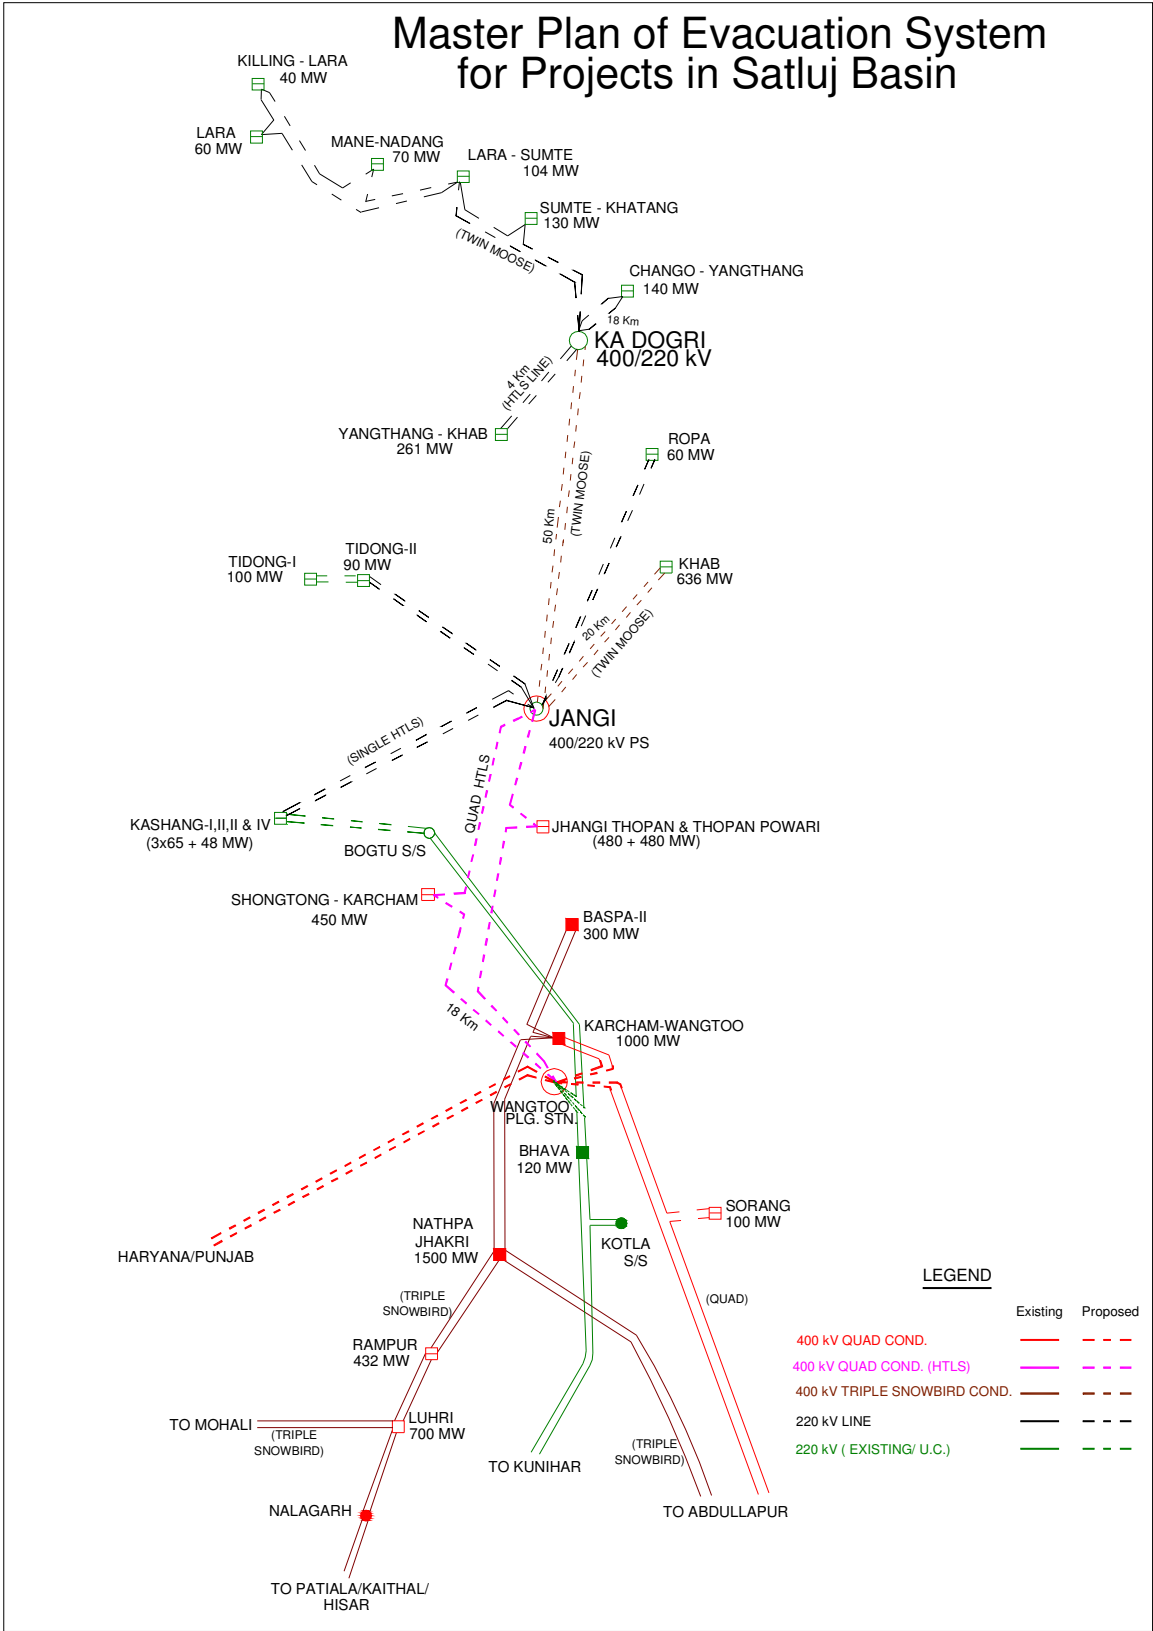 Master Plan of Evacuation System
for Projects in Satluj Basin
KILLING - LARA
40 MW
LARA
60 MW
MANE-NADANG
70 MW
LARA - SUMTE
104 MW
SUMTE - KHATANG
130 MW
(TWIN MOOSE)
CHANGO - YANGTHANG
140 MW
18 Km
KA DOGRI
400/220 kV
4 Km
(HTLS LINE)
YANGTHANG - KHAB
261 MW
ROPA
60 MW
50 Km
(TWIN MOOSE)
TIDONG-I
100 MW
TIDONG-II
90 MW
KHAB
636 MW
20 Km
(TWIN MOOSE)
JANGI
400/220 kV PS
(SINGLE HTLS)
QUAD HTLS
KASHANG-I,II,II & IV
(3x65 + 48 MW)
BOGTU S/S
JHANGI THOPAN & THOPAN POWARI
(480 + 480 MW)
SHONGTONG - KARCHAM
450 MW
BASPA-II
300 MW
18 Km
KARCHAM-WANGTOO
1000 MW
WANGTOO
PLG. STN.
BHAVA
120 MW
SORANG
100 MW
HARYANA/PUNJAB
NATHPA
JHAKRI
1500 MW
KOTLA
S/S
(TRIPLE
SNOWBIRD)
(QUAD)
RAMPUR
432 MW
TO MOHALI
(TRIPLE
SNOWBIRD)
LUHRI
700 MW
TO KUNIHAR
(TRIPLE
SNOWBIRD)
NALAGARH
TO ABDULLAPUR
TO PATIALA/KAITHAL/
HISAR
LEGEND
Existing Proposed
400 kV QUAD COND.
400 kV QUAD COND. (HTLS)
400 kV TRIPLE SNOWBIRD COND.
220 kV LINE
220 kV ( EXISTING/ U.C.)